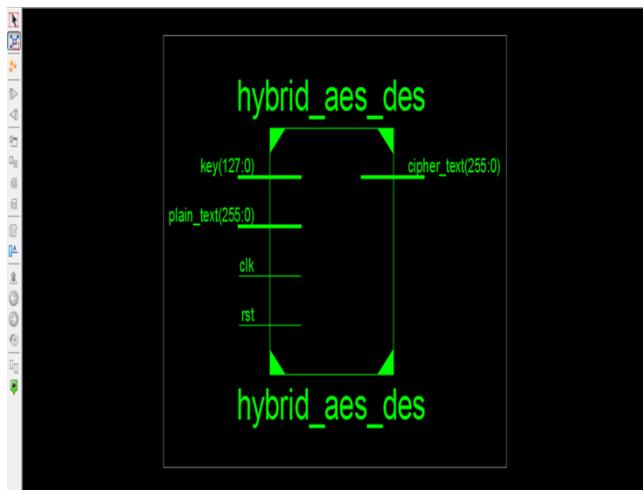 hybrid_aes_des
key(127:0)
cipher_text(255:0)
plain_text(255:0)
clk
rst
hybrid_aes_des